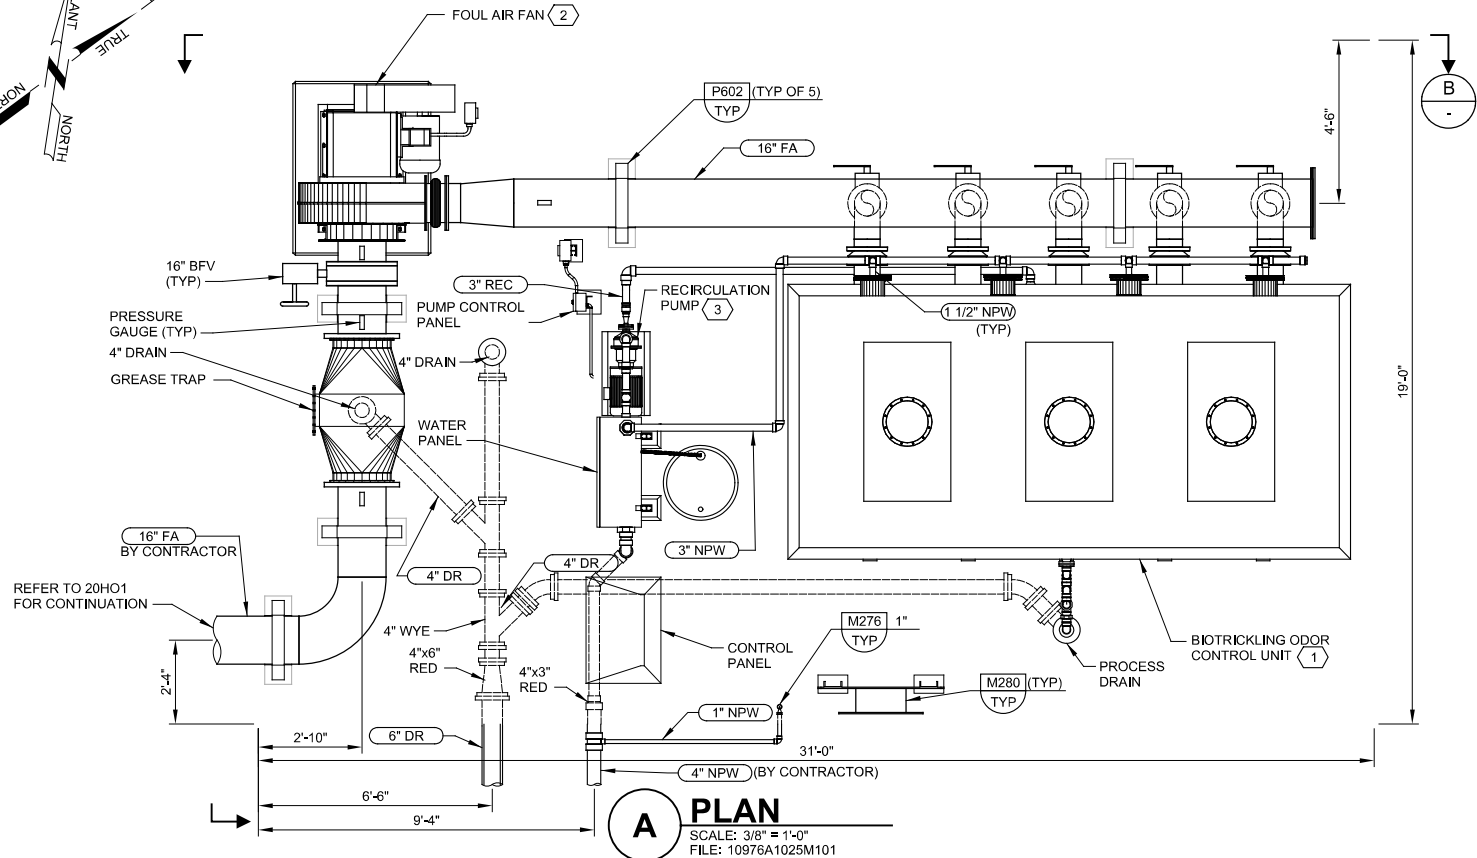 FOUL AIR FAN 2
ANT
TRUE
NORTH
P602 (TYP OF 5)
TYP
B
-
4'-6"
16" FA
16" BFV
(TYP)
3" REC
RECIRCULATION
PUMP 3
PUMP CONTROL
PANEL
1 1/2" NPW
(TYP)
PRESSURE
GAUGE (TYP)
4" DRAIN
4" DRAIN
GREASE TRAP
19'-0"
WATER
PANEL
16" FA
BY CONTRACTOR
3" NPW
4" DR
4" DR
REFER TO 20HO1
FOR CONTINUATION
4" WYE
M276 1"
TYP
CONTROL
PANEL
BIOTRICKLING ODOR
CONTROL UNIT 1
PROCESS
DRAIN
4"x6"
RED
4"x3"
RED
M280 (TYP)
TYP
2'-4"
1" NPW
2'-10"
6" DR
31'-0"
4" NPW (BY CONTRACTOR)
6'-6"
9'-4"
A PLAN
SCALE: 3/8" = 1'-0"
FILE: 10976A1025M101